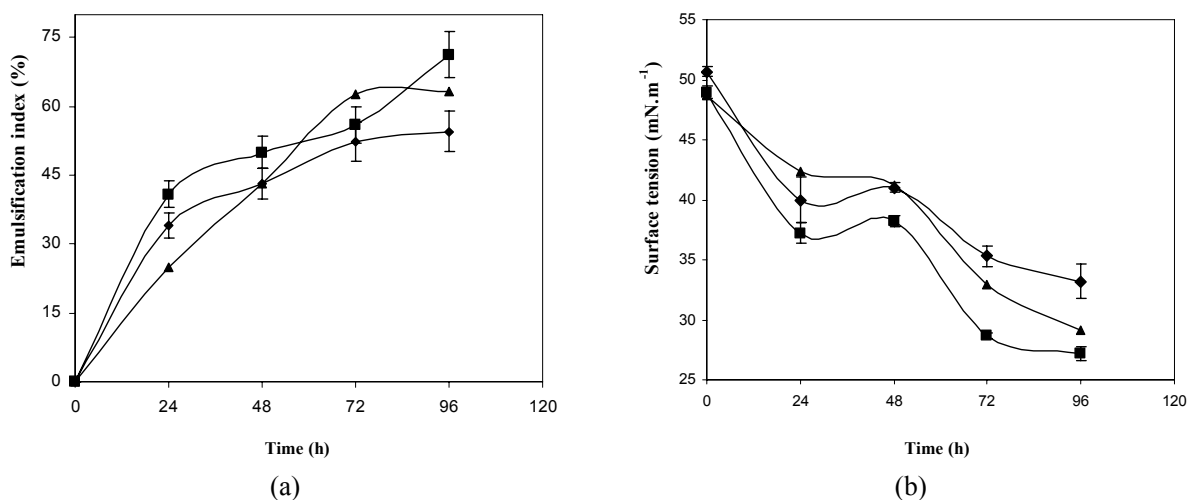 Emulsification index (%)
75
60
45
30
15
0
0 24 48 72 96 120
Time (h)
(a)
Surface tension (mN.m-1)
55
50
45
40
35
30
25
0 24 48 72 96 120
Time (h)
(b)